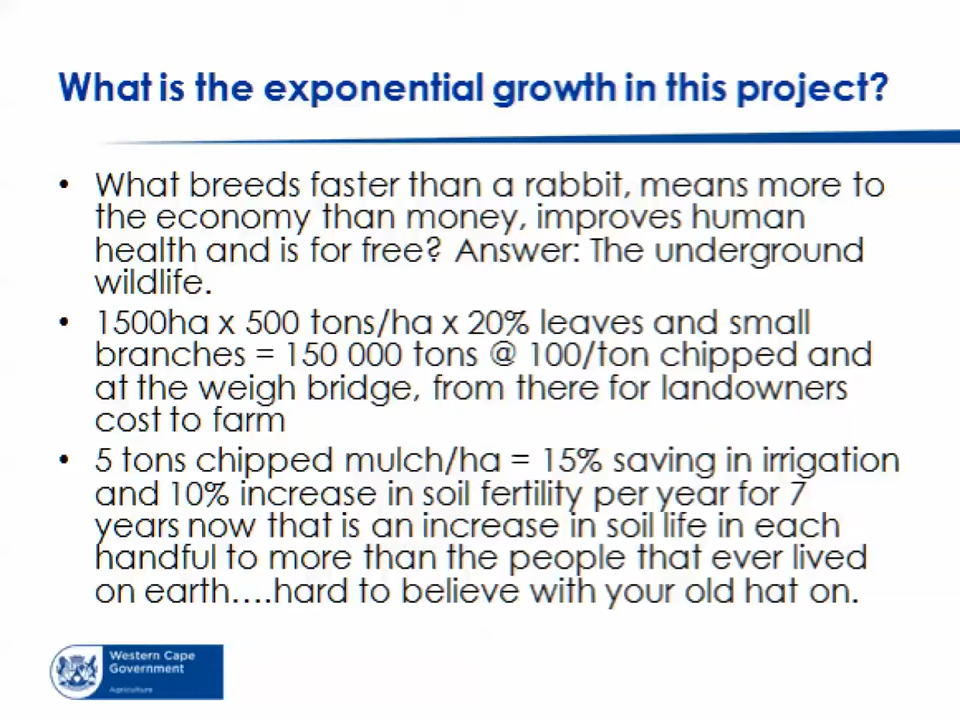 What is the exponential growth in this project?
• What breeds faster than a rabbit, means more to
the economy than money, improves human
health and is for free? Answer: The underground
wildlife.
• 1500ha x 500 tons/ha x 20% leaves and small
branches = 150 000 tons @ 100/ton chipped and
at the weigh bridge, from there for landowners
cost to farm
• 5 tons chipped mulch/ha = 15% saving in irrigation
and 10% increase in soil fertility per year for 7
years now that is an increase in soil life in each
handful to more than the people that ever lived
on earth....hard to believe with your old hat on.
Western Cape
Government
Agriculture